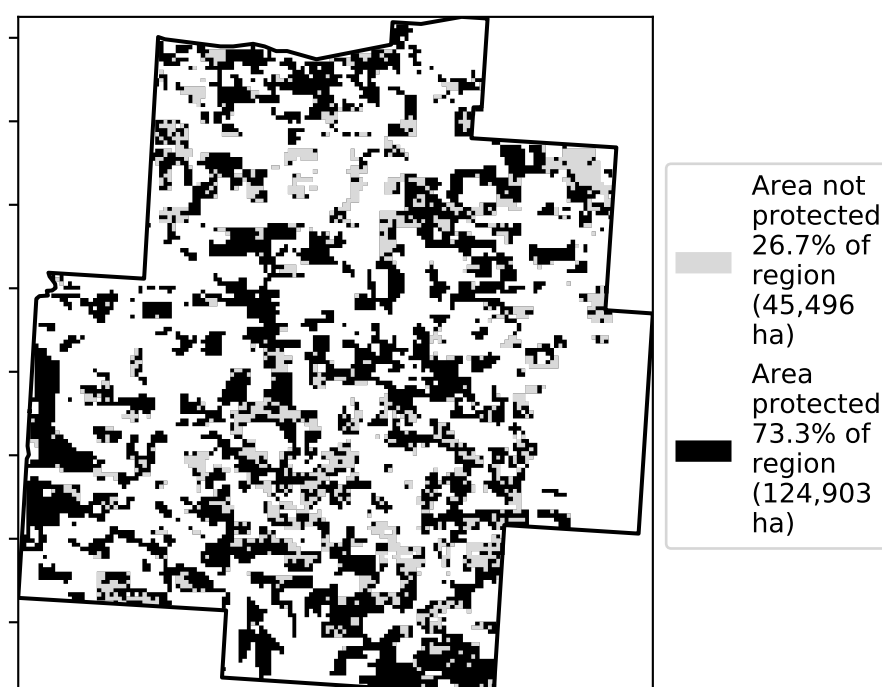 Area not
protected
26.7% of
region
(45,496
ha)
Area
protected
73.3% of
region
(124,903
ha)